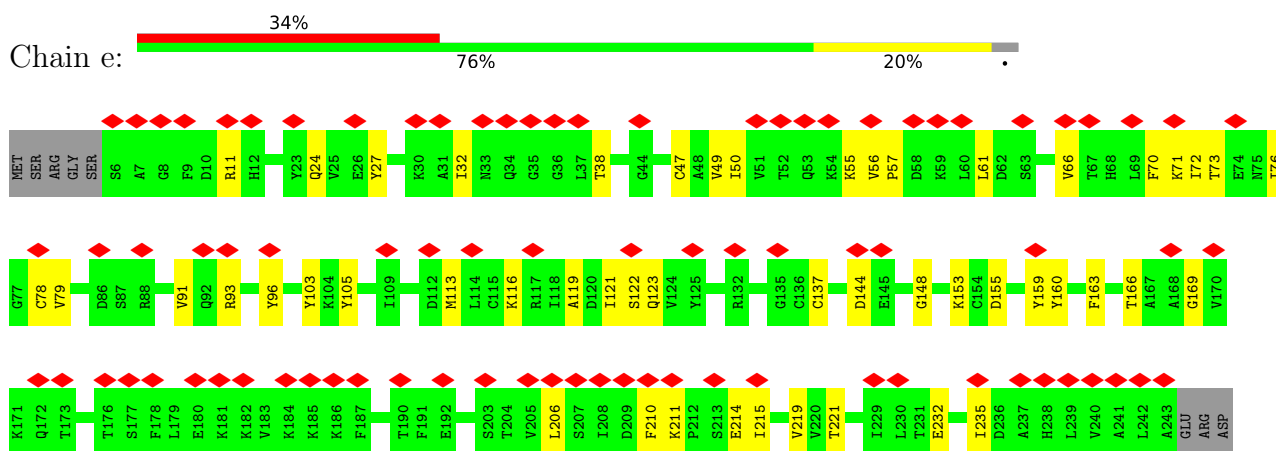 34%
Chain e:
76% 20% •
MET SER ARG GLY SER S6 A7 G8 F9 D10 R11 H12 Y23 Q24 V25 E26 Y27 K30 A31 I32 N33 Q34 G35 G36 L37 T38 G44 C47 A48 V49 I50 V51 T52 Q53 K54 K55 V56 P57 D58 K59 L60 L61 D62 S63 V66 T67 H68 L69 F70 K71 I72 T73 E74 N75 I76
G77 C78 V79 D86 S87 R88 V91 Q92 R93 Y96 Y103 K104 Y105 I109 D112 M113 L114 C115 K116 R117 I118 A119 D120 I121 S122 Q123 V124 Y125 R132 G135 C136 C137 D144 E145 G148 K153 C154 D155 Y159 Y160 F163 T166 A167 A168 G169 V170
K171 Q172 T173 T176 S177 F178 L179 E180 K181 K182 V183 K184 K185 K186 F187 T190 F191 E192 S203 T204 V205 L206 S207 I208 D209 F210 K211 P212 S213 E214 I215 V219 V220 T221 I229 L230 T231 E232 I235 D236 A237 H238 L239 V240 A241 L242 A243 GLU ARG ASP